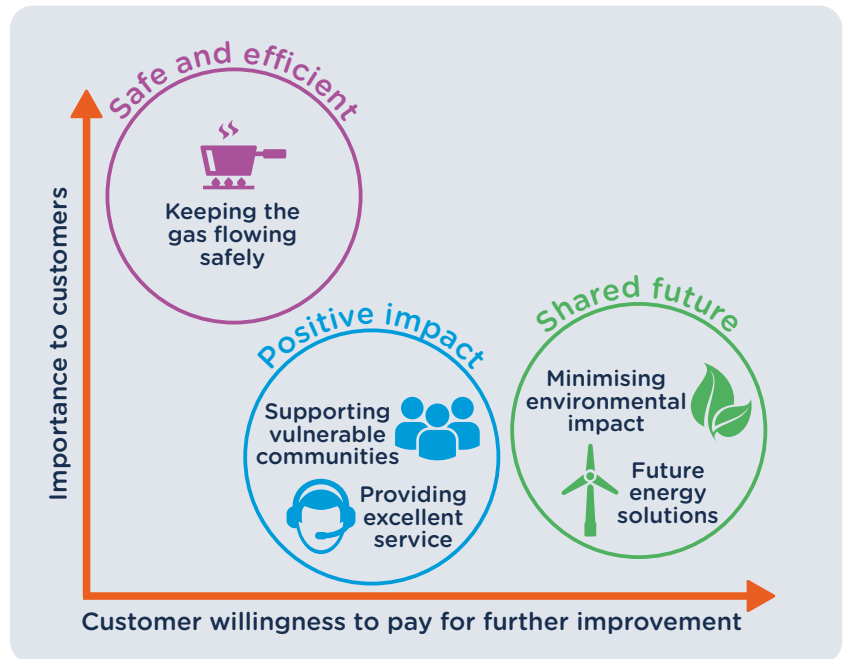 Safe and efficient
Keeping the
gas flowing
safely
Importance to customers
Positive impact
Supporting
vulnerable
communities
Providing
excellent
service
Shared future
Minimising
environmental
impact
Future
energy
solutions
Customer willingness to pay for further improvement